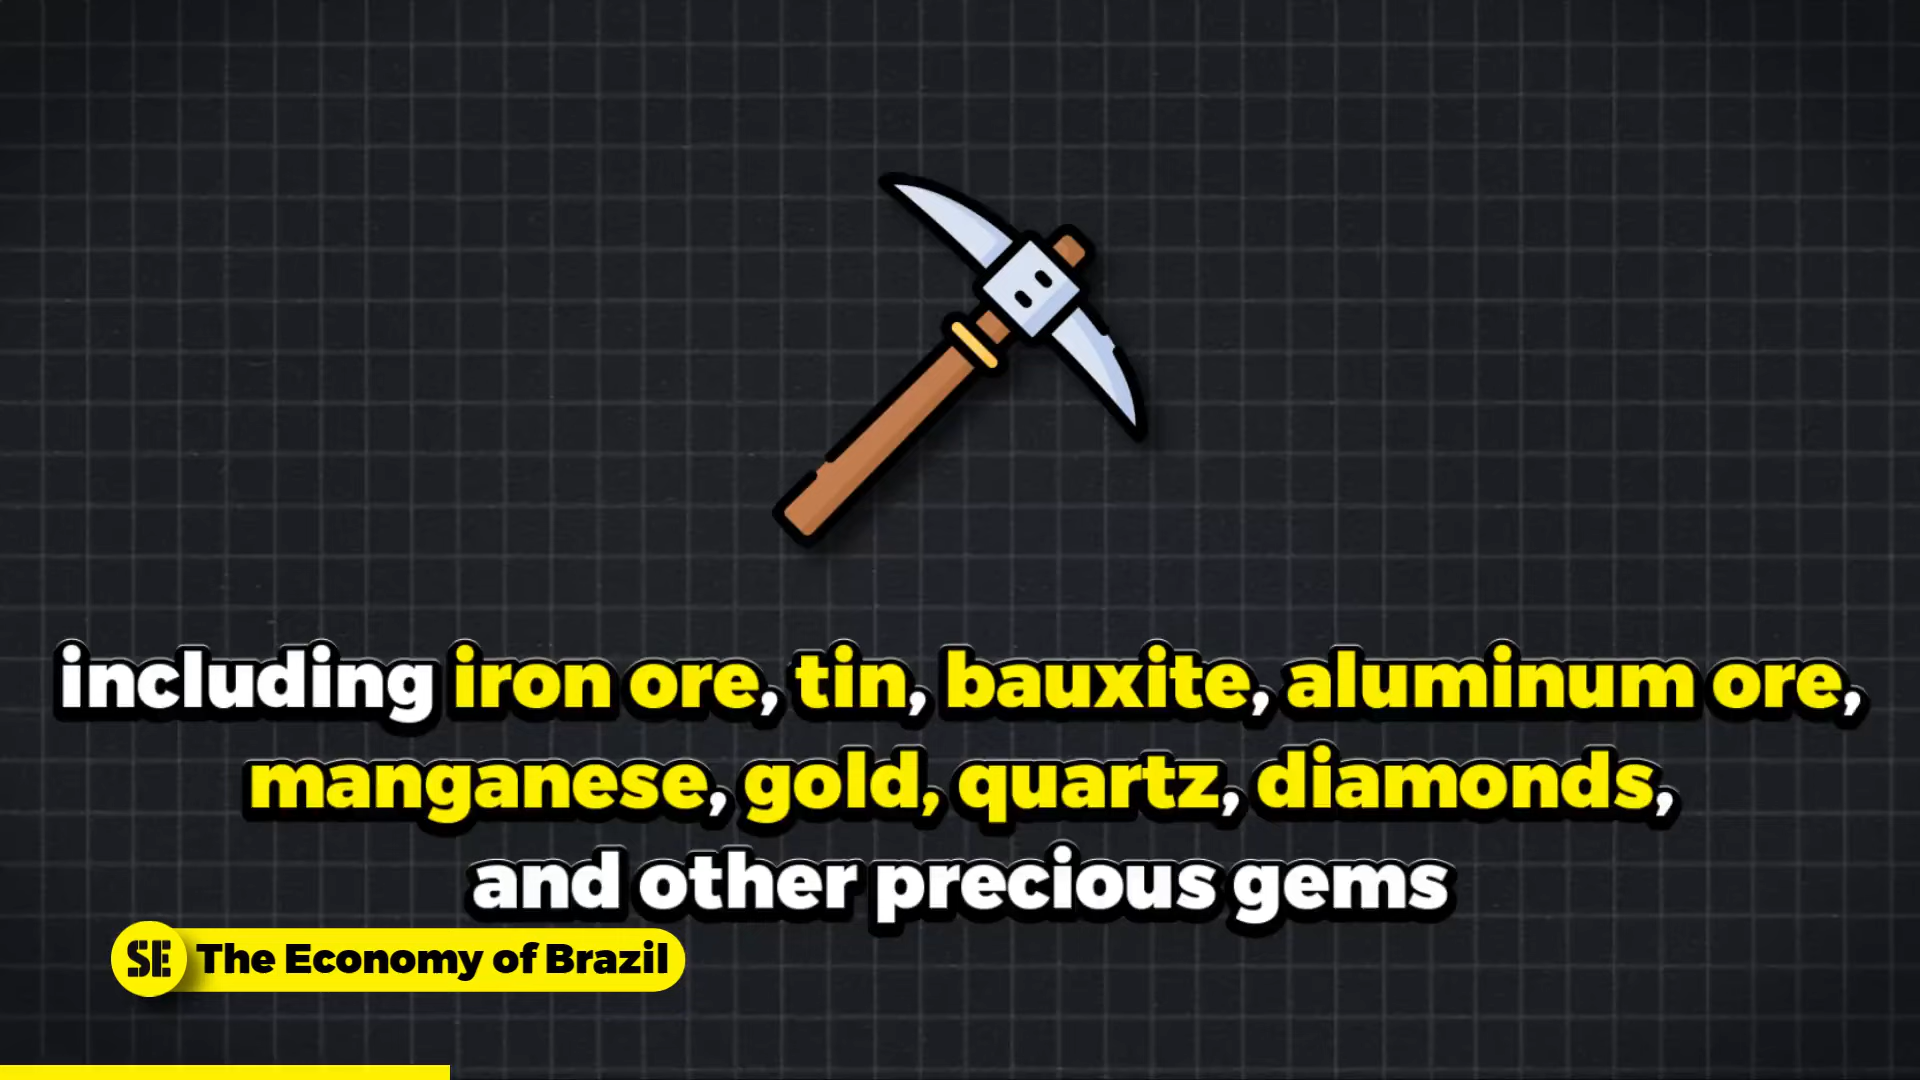 including iron ore, tin, bauxite, aluminum ore,
manganese, gold, quartz, diamonds,
and other precious gems
SE The Economy of Brazil